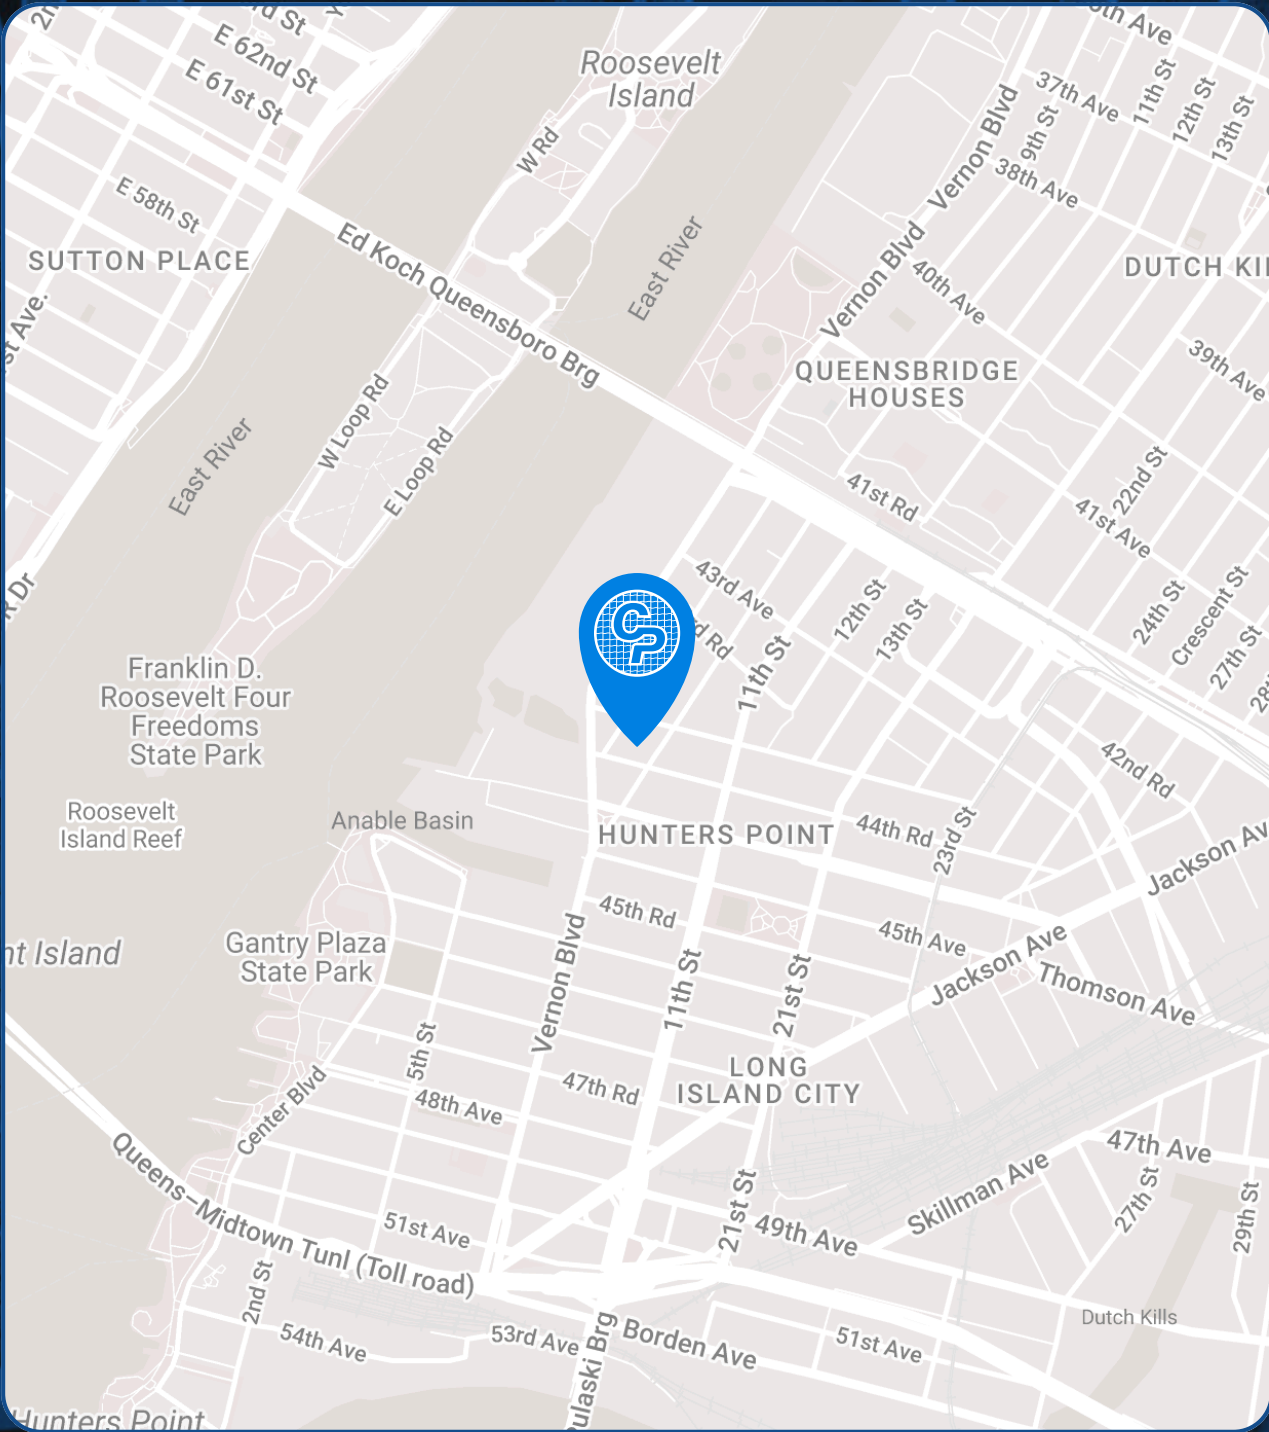 E 62nd St
E 61st St
Roosevelt
Island
37th Ave
11th St
12th St
13th St
9th St
W Rd
Vernon Blvd
38th Ave
E 58th St
SUTTON PLACE
Ed Koch Queensboro Brg
East River
Vernon Blvd
40th Ave
39th Ave
QUEENSBRIDGE
HOUSES
W Loop Rd
E Loop Rd
East River
41st Rd
22nd St
41st Ave
43rd Ave
12th St
13th St
24th St
Crescent St
27th St
CP
Rd
11th St
Franklin D.
Roosevelt Four
Freedoms
State Park
42nd Rd
Roosevelt
Island Reef
Anable Basin
HUNTERS POINT
44th Rd
23rd St
Jackson Av
45th Rd
45th Ave
Gantry Plaza
State Park
Island
Vernon Blvd
11th St
21st St
Jackson Ave
Thomson Ave
5th St
LONG
ISLAND CITY
47th Rd
48th Ave
Center Blvd
Queens–Midtown Tunl (Toll road)
47th Ave
Skillman Ave
27th St
29th St
21st St
49th Ave
51st Ave
2nd St
54th Ave
53rd Ave
Borden Ave
51st Ave
Dutch Kills
Brg
Hunters Point